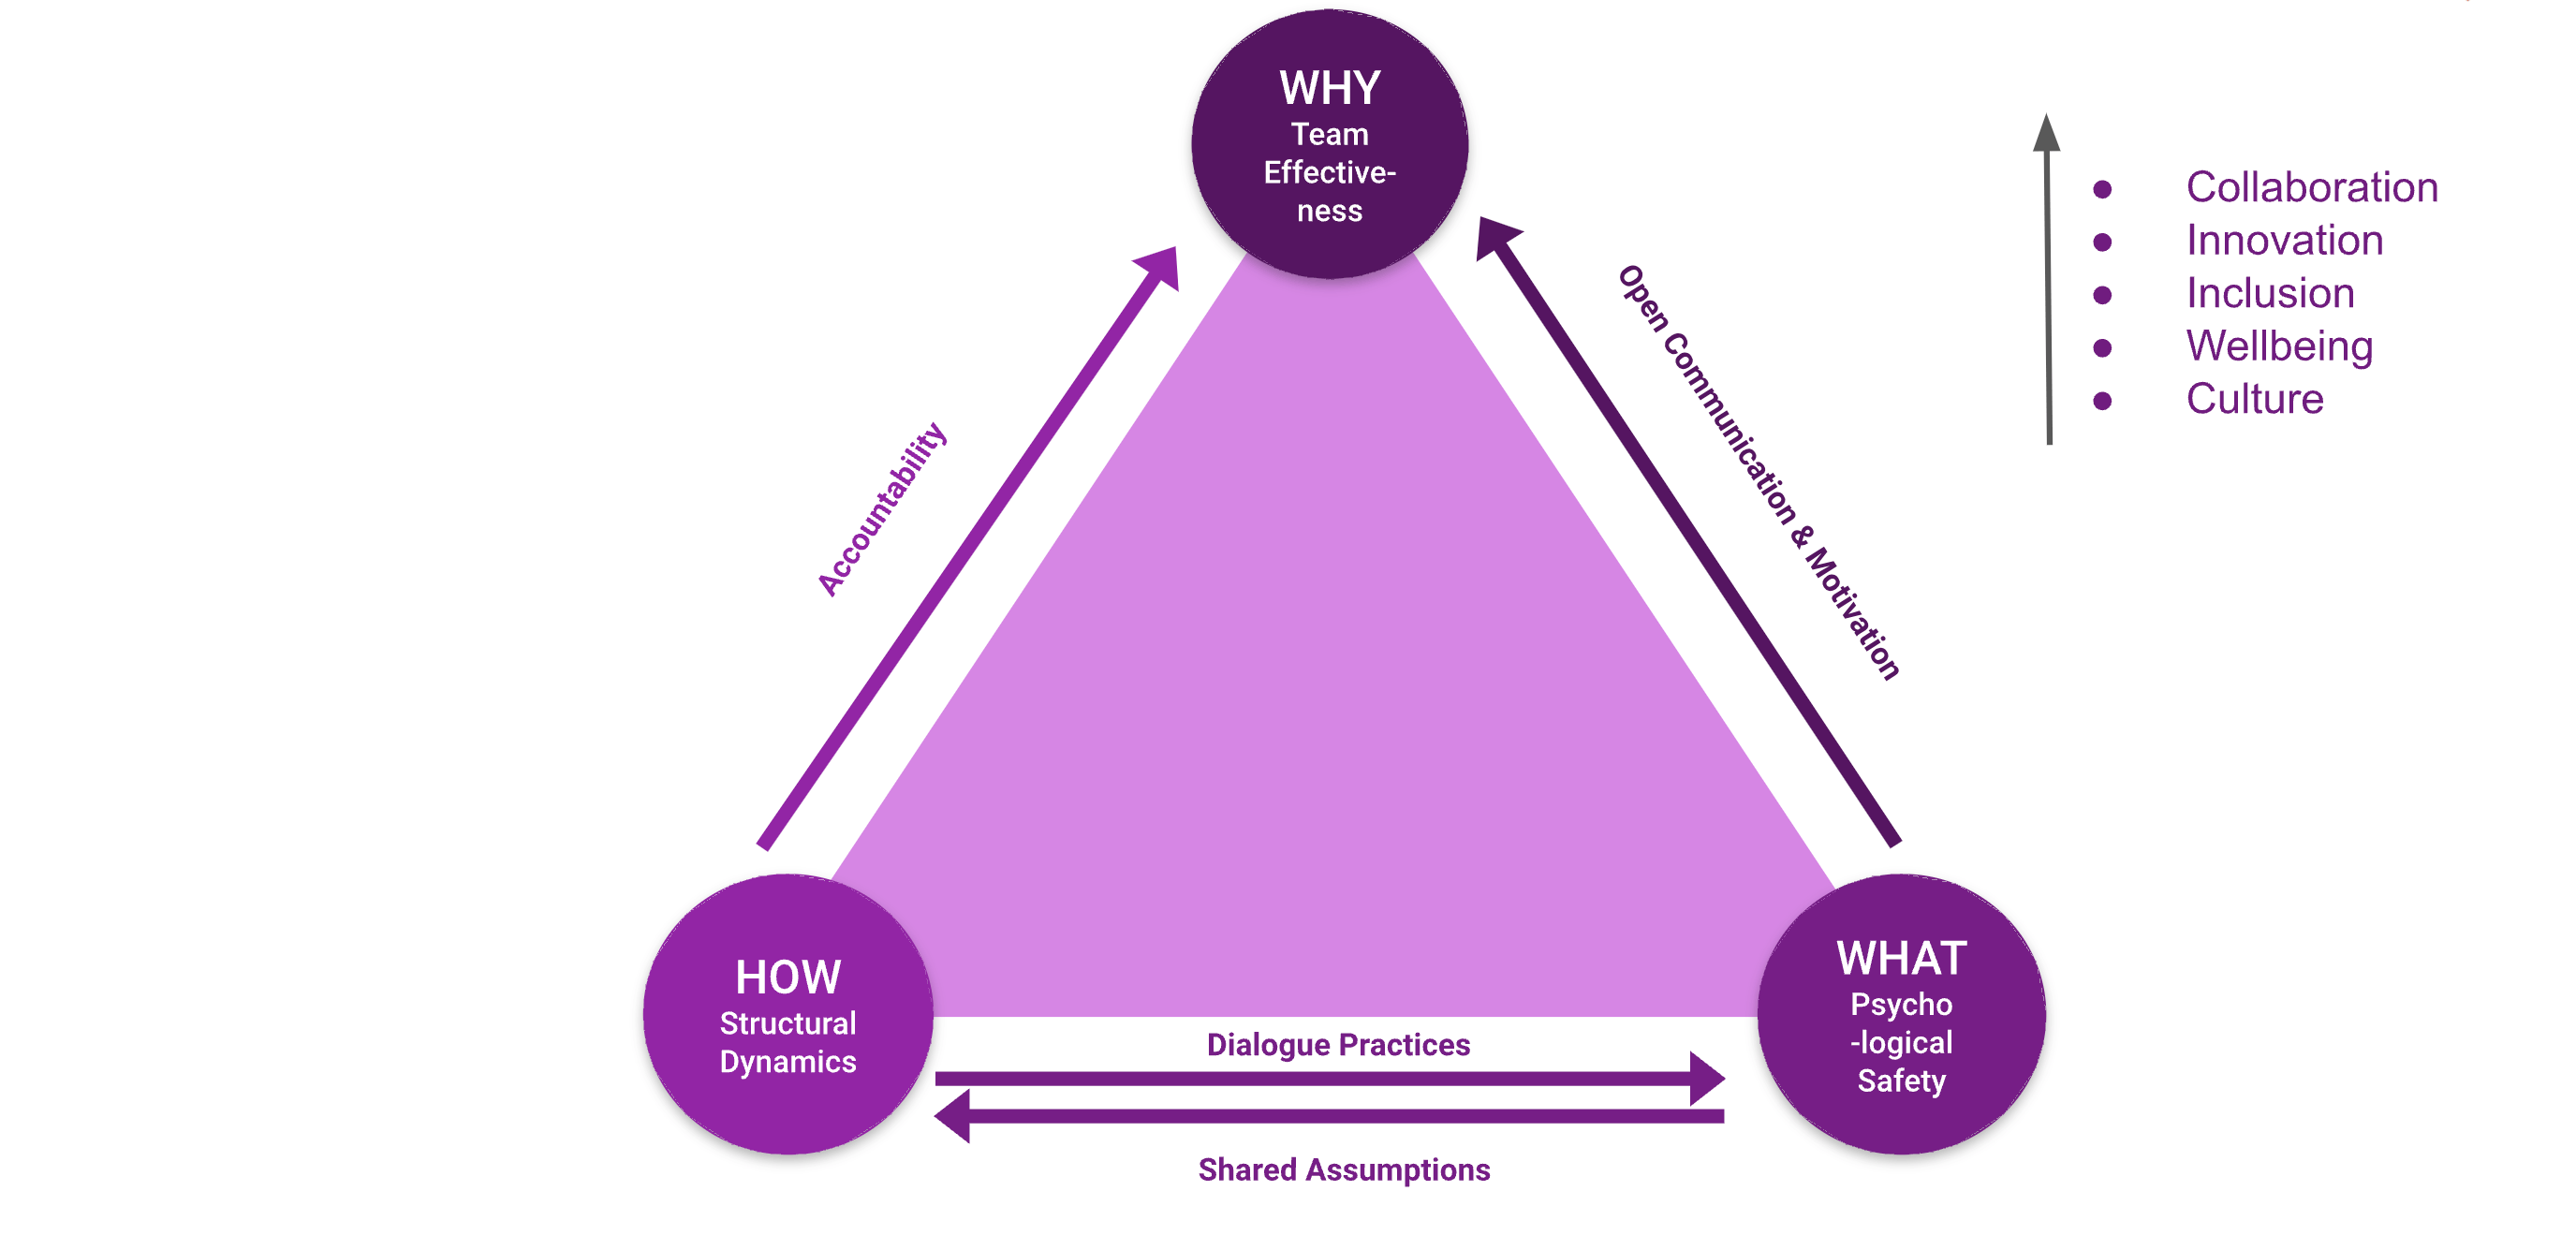 WHY
Team
Effective-
ness
Collaboration
Innovation
Inclusion
Wellbeing
Culture
Accountability
Open Communication & Motivation
HOW
Structural
Dynamics
WHAT
Psycho
-logical
Safety
Dialogue Practices
Shared Assumptions